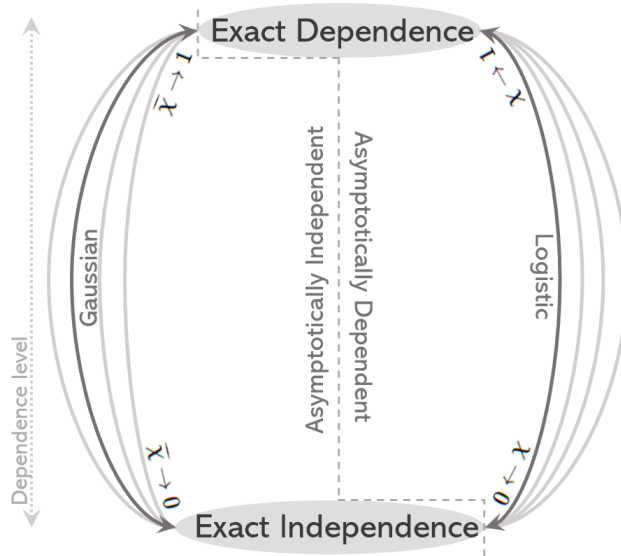 Exact Dependence
χ̄ → 1
χ → 1
Asymptotically Independent
Asymptotically Dependent
Gaussian
Logistic
Dependence level
χ̄ → 0
χ → 0
Exact Independence